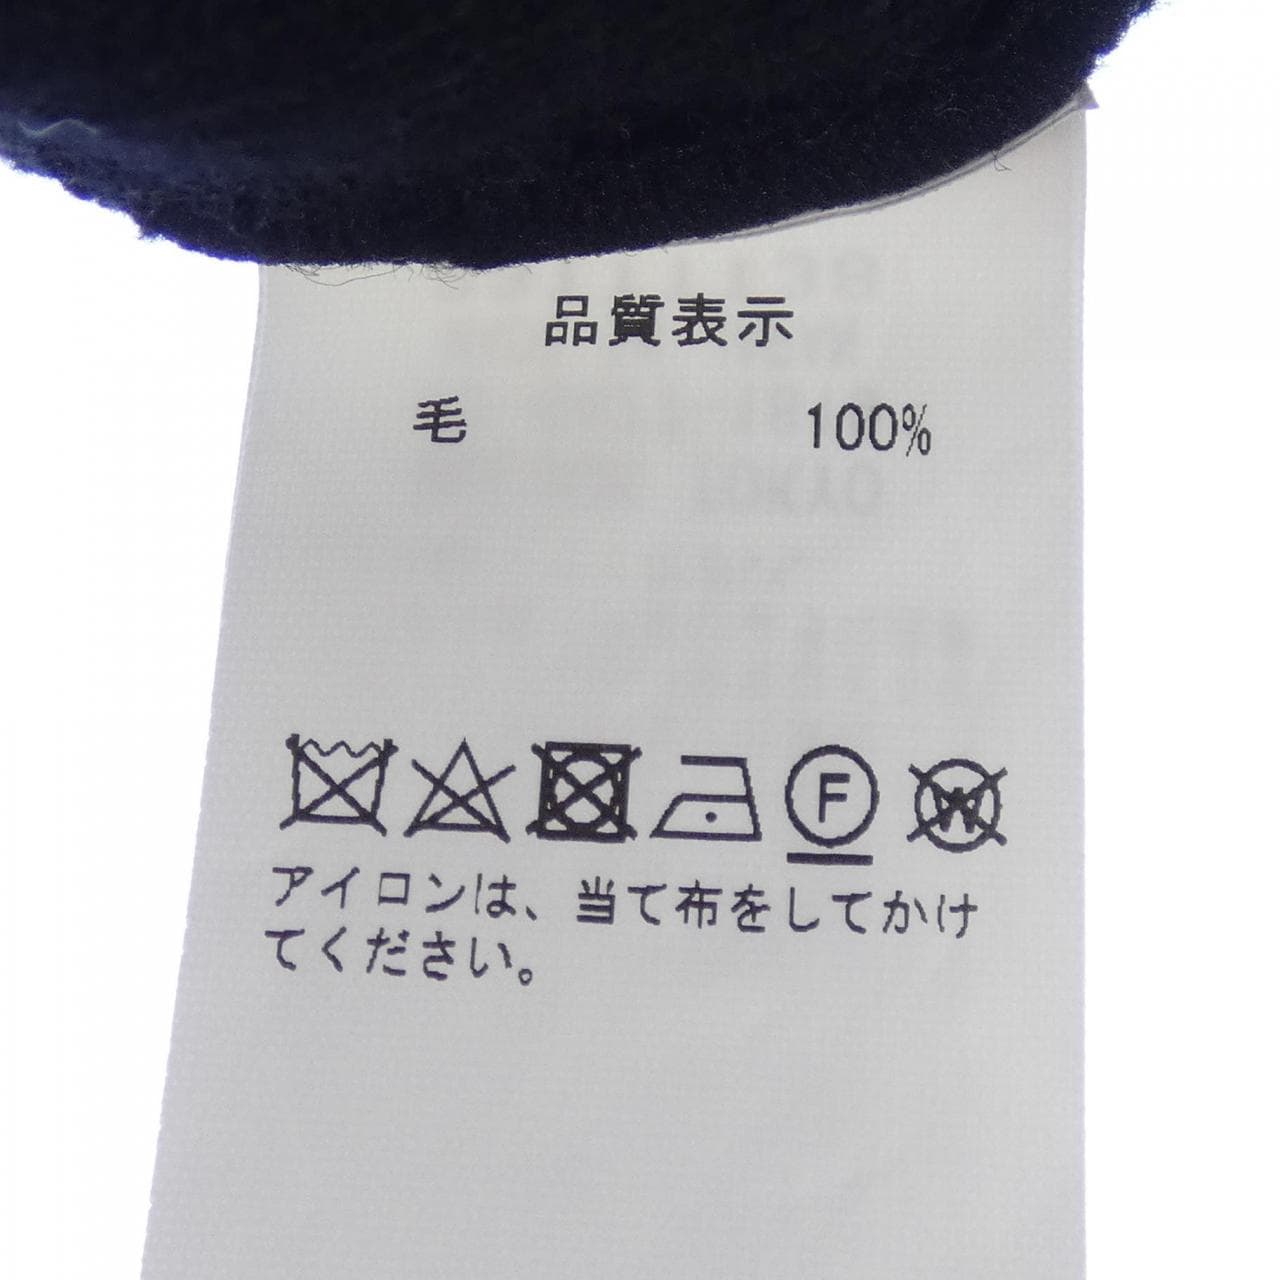 品質表示
毛 100%
F W
アイロンは、当て布をしてかけ
てください。